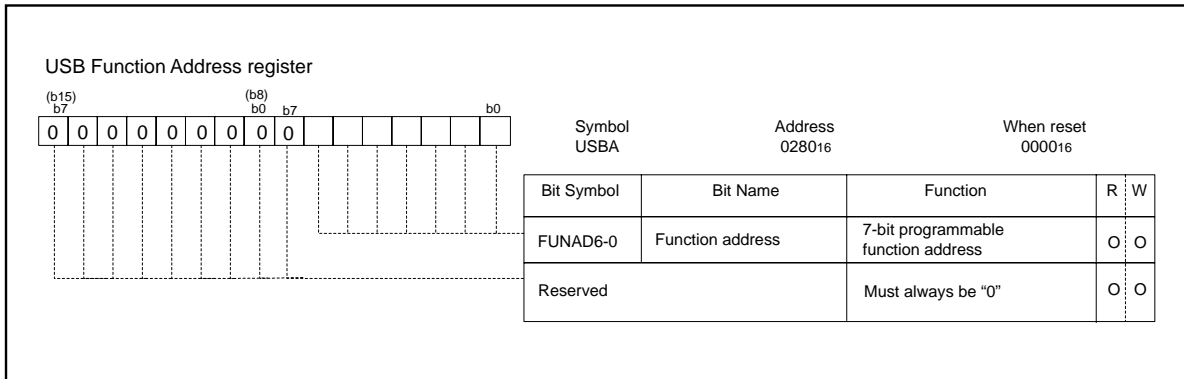 USB Function Address register
(b15) (b8)
b7 b0 b7 b0
0 0 0 0 0 0 0 0 0
Symbol Address When reset
USBA 028016 000016
Bit Symbol Bit Name Function R W
FUNAD6-0 Function address 7-bit programmable function address O O
Reserved Must always be “0” O O